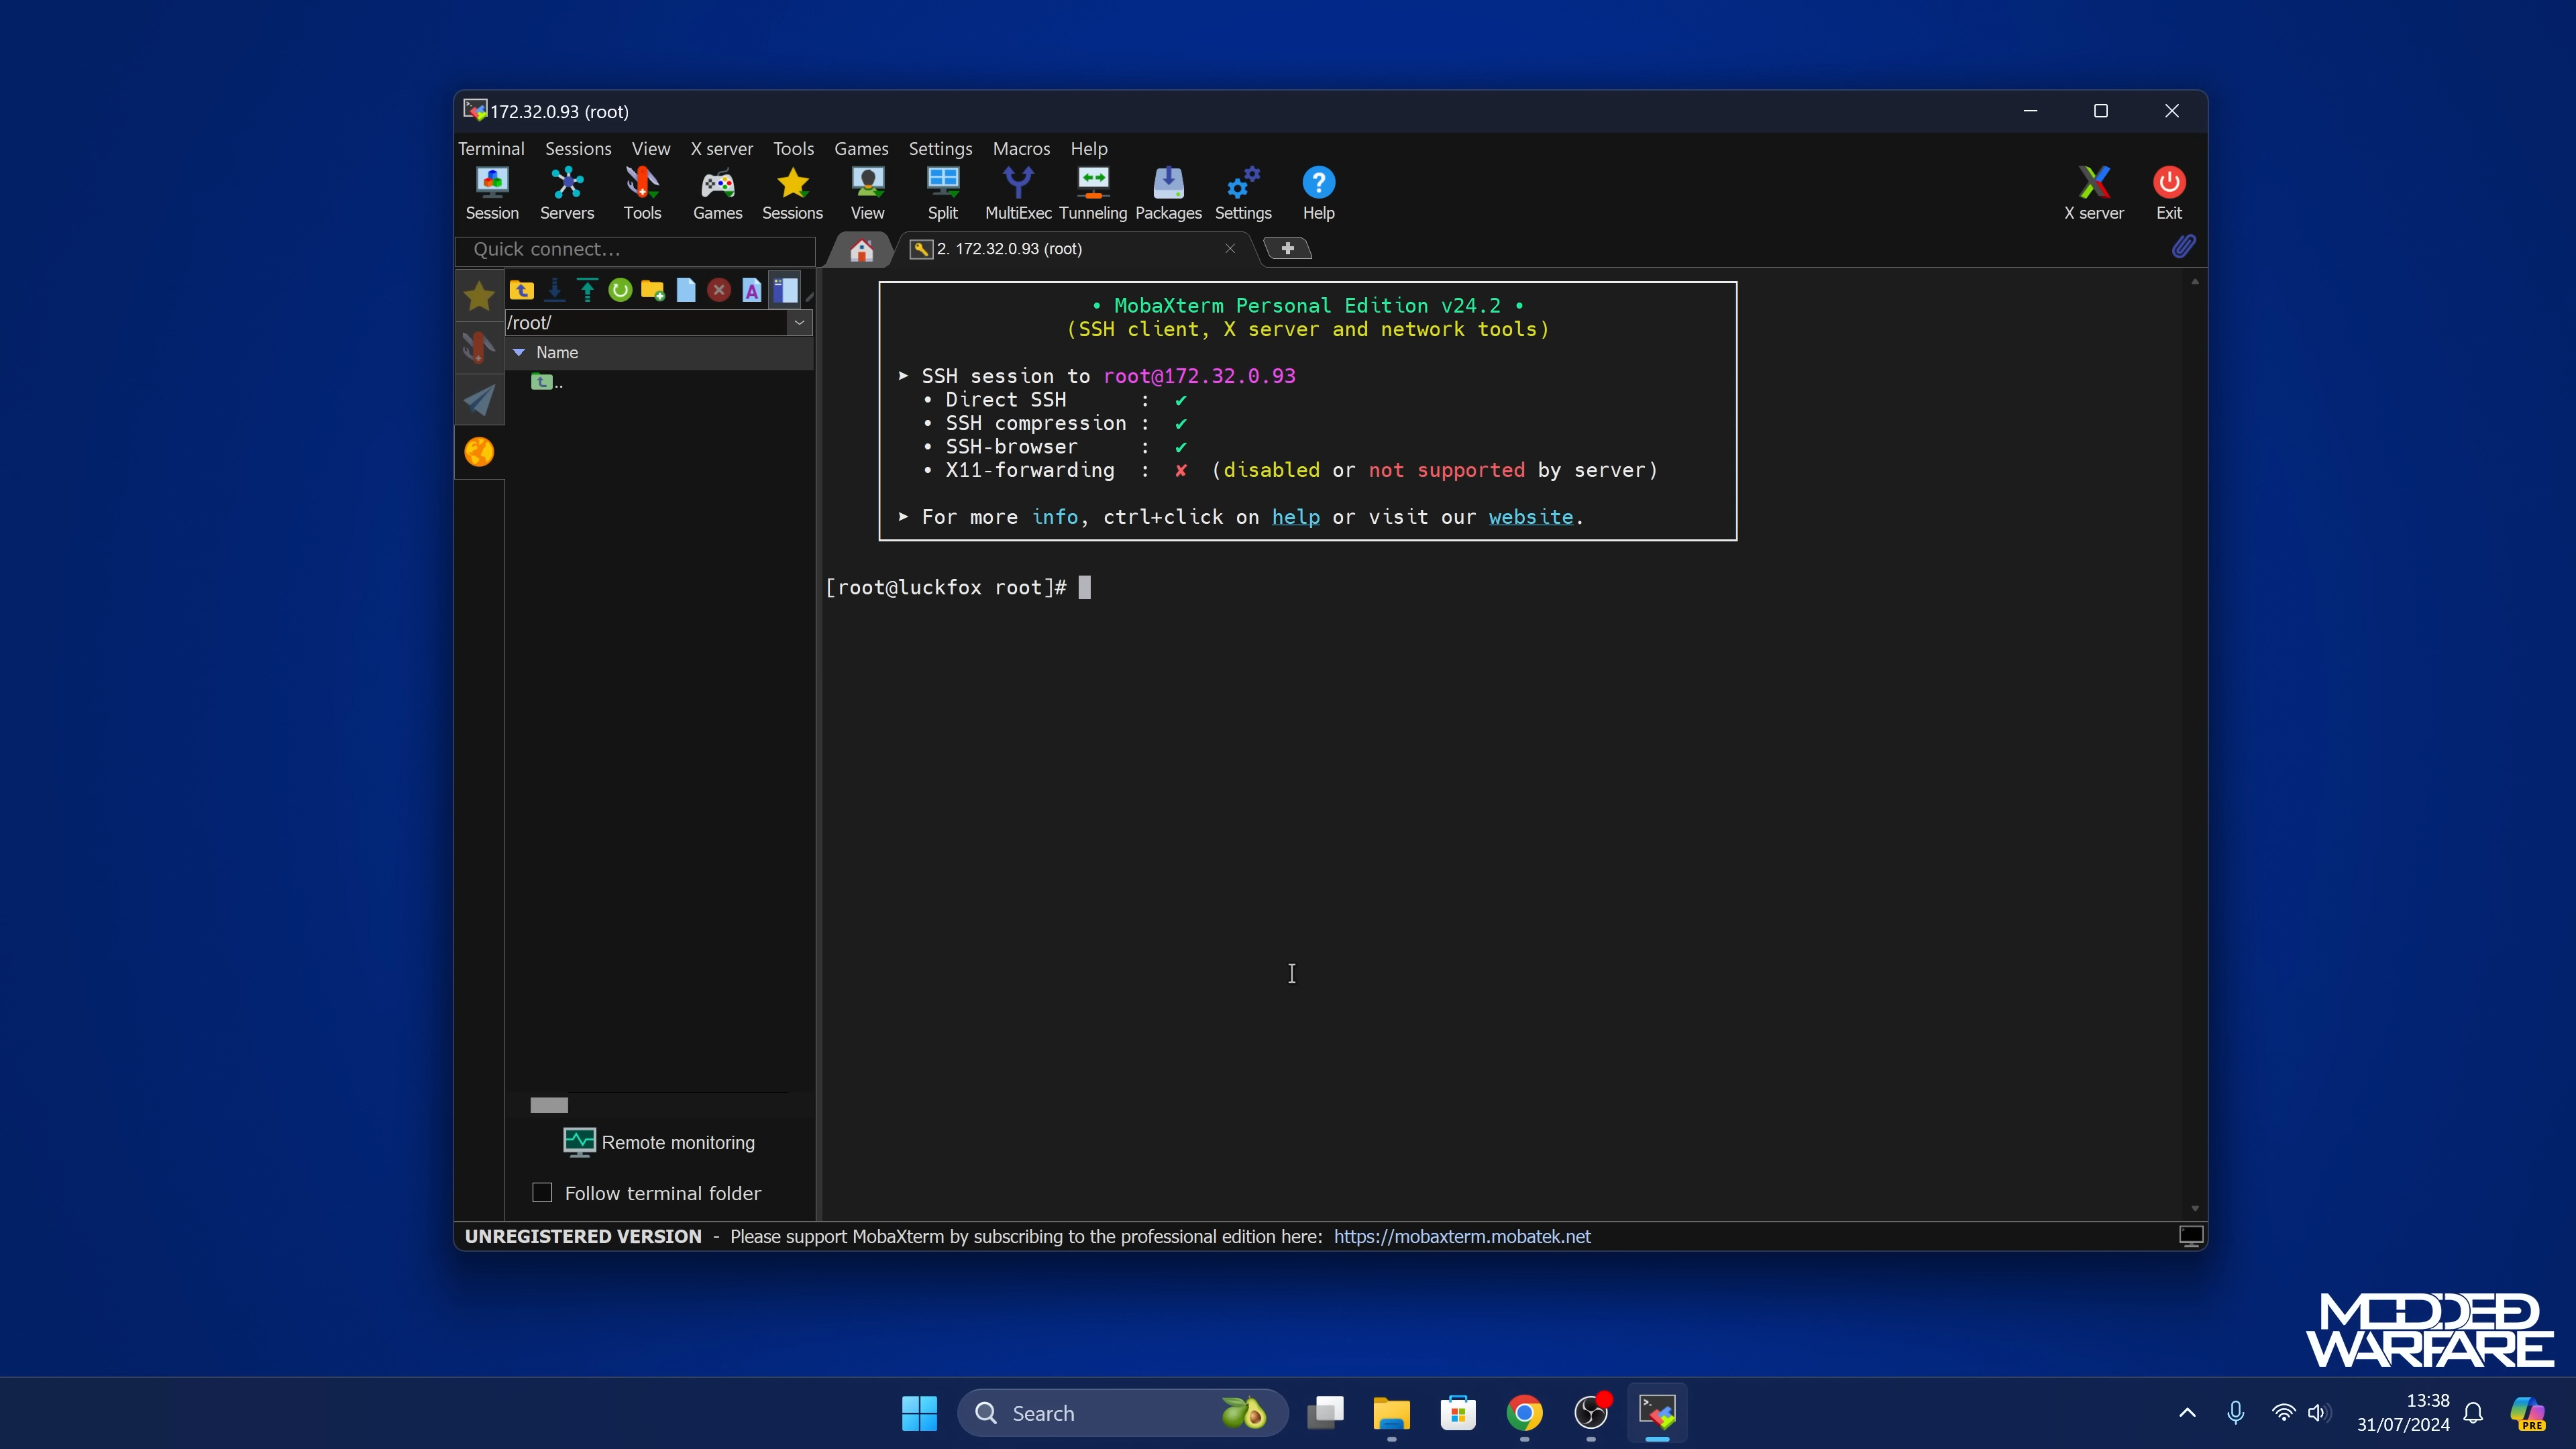 172.32.0.93 (root)
Terminal Sessions View X server Tools Games Settings Macros Help
Session Servers Tools Games Sessions View Split MultiExec Tunneling Packages Settings Help X server Exit
Quick connect...
2. 172.32.0.93 (root)
/root/
Name
..
• MobaXterm Personal Edition v24.2 •
(SSH client, X server and network tools)
➤ SSH session to root@172.32.0.93
• Direct SSH : ✔
• SSH compression : ✔
• SSH-browser : ✔
• X11-forwarding : ✘ (disabled or not supported by server)
➤ For more info, ctrl+click on help or visit our website.
[root@luckfox root]#
Remote monitoring
Follow terminal folder
UNREGISTERED VERSION - Please support MobaXterm by subscribing to the professional edition here: https://mobaxterm.mobatek.net
MODDED
WARFARE
Search
13:38
31/07/2024
PRE